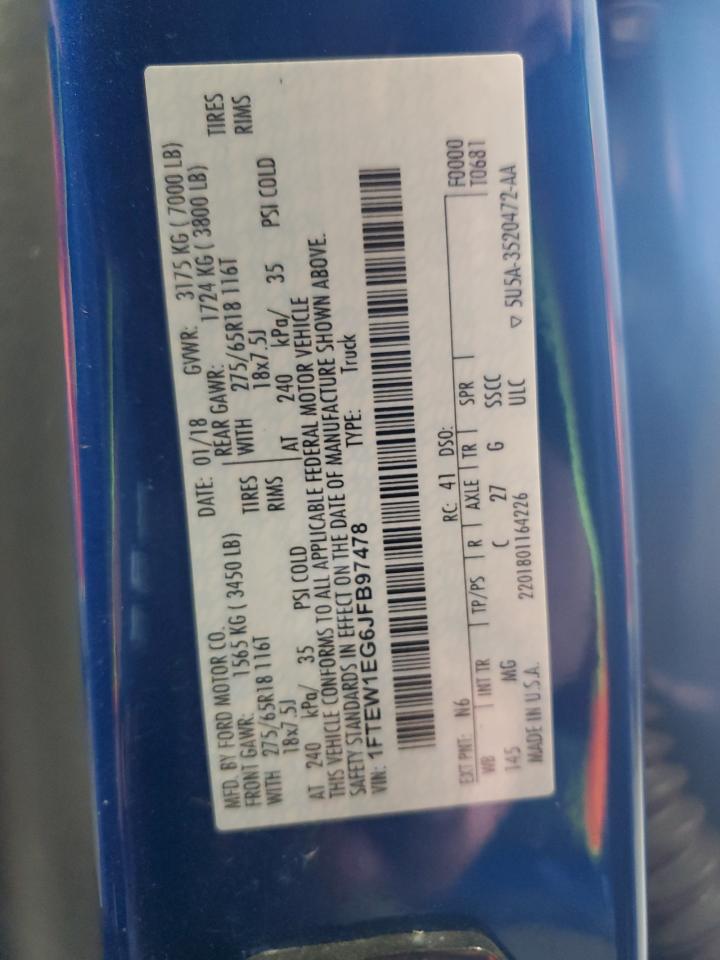 MFD. BY FORD MOTOR CO.
DATE: 01/18 GVWR: 3175 KG ( 7000 LB)
FRONT GAWR: 1565 KG ( 3450 LB)
REAR GAWR: 1724 KG ( 3800 LB)
WITH 275/65R18 116T TIRES
WITH 275/65R18 116T TIRES
18x7.5J RIMS
18x7.5J RIMS
AT 240 kPa/ 35 PSI COLD
AT 240 kPa/ 35 PSI COLD
THIS VEHICLE CONFORMS TO ALL APPLICABLE FEDERAL MOTOR VEHICLE
SAFETY STANDARDS IN EFFECT ON THE DATE OF MANUFACTURE SHOWN ABOVE.
VIN: 1FTEW1EG6JFB97478 TYPE: Truck
EXT PNT: N6 RC: 41 DSO: F0000
WB INT TR TP/PS R AXLE TR SPR T0681
145 MG C 27 G SSCC
MADE IN U.S.A. 2201801164226 ULC ▽ 5U5A-3520472-AA